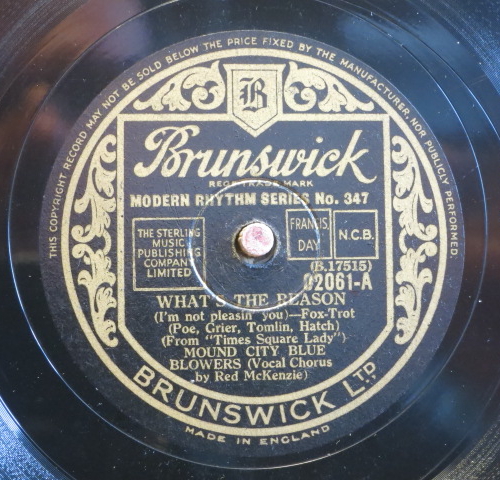 THIS COPYRIGHT RECORD MAY NOT BE SOLD BELOW THE PRICE FIXED BY THE MANUFACTURER, NOR PUBLICLY PERFORMED.
B
Brunswick
REGD TRADE MARK
MODERN RHYTHM SERIES No. 347
THE STERLING
MUSIC
PUBLISHING
COMPANY
LIMITED
FRANCIS,
DAY
N.C.B.
(B.17515)
02061-A
WHAT'S THE REASON
(I'm not pleasin' you)—Fox-Trot
(Poe, Grier, Tomlin, Hatch)
(From "Times Square Lady")
MOUND CITY BLUE
BLOWERS (Vocal Chorus
by Red McKenzie)
BRUNSWICK LTD.
MADE IN ENGLAND